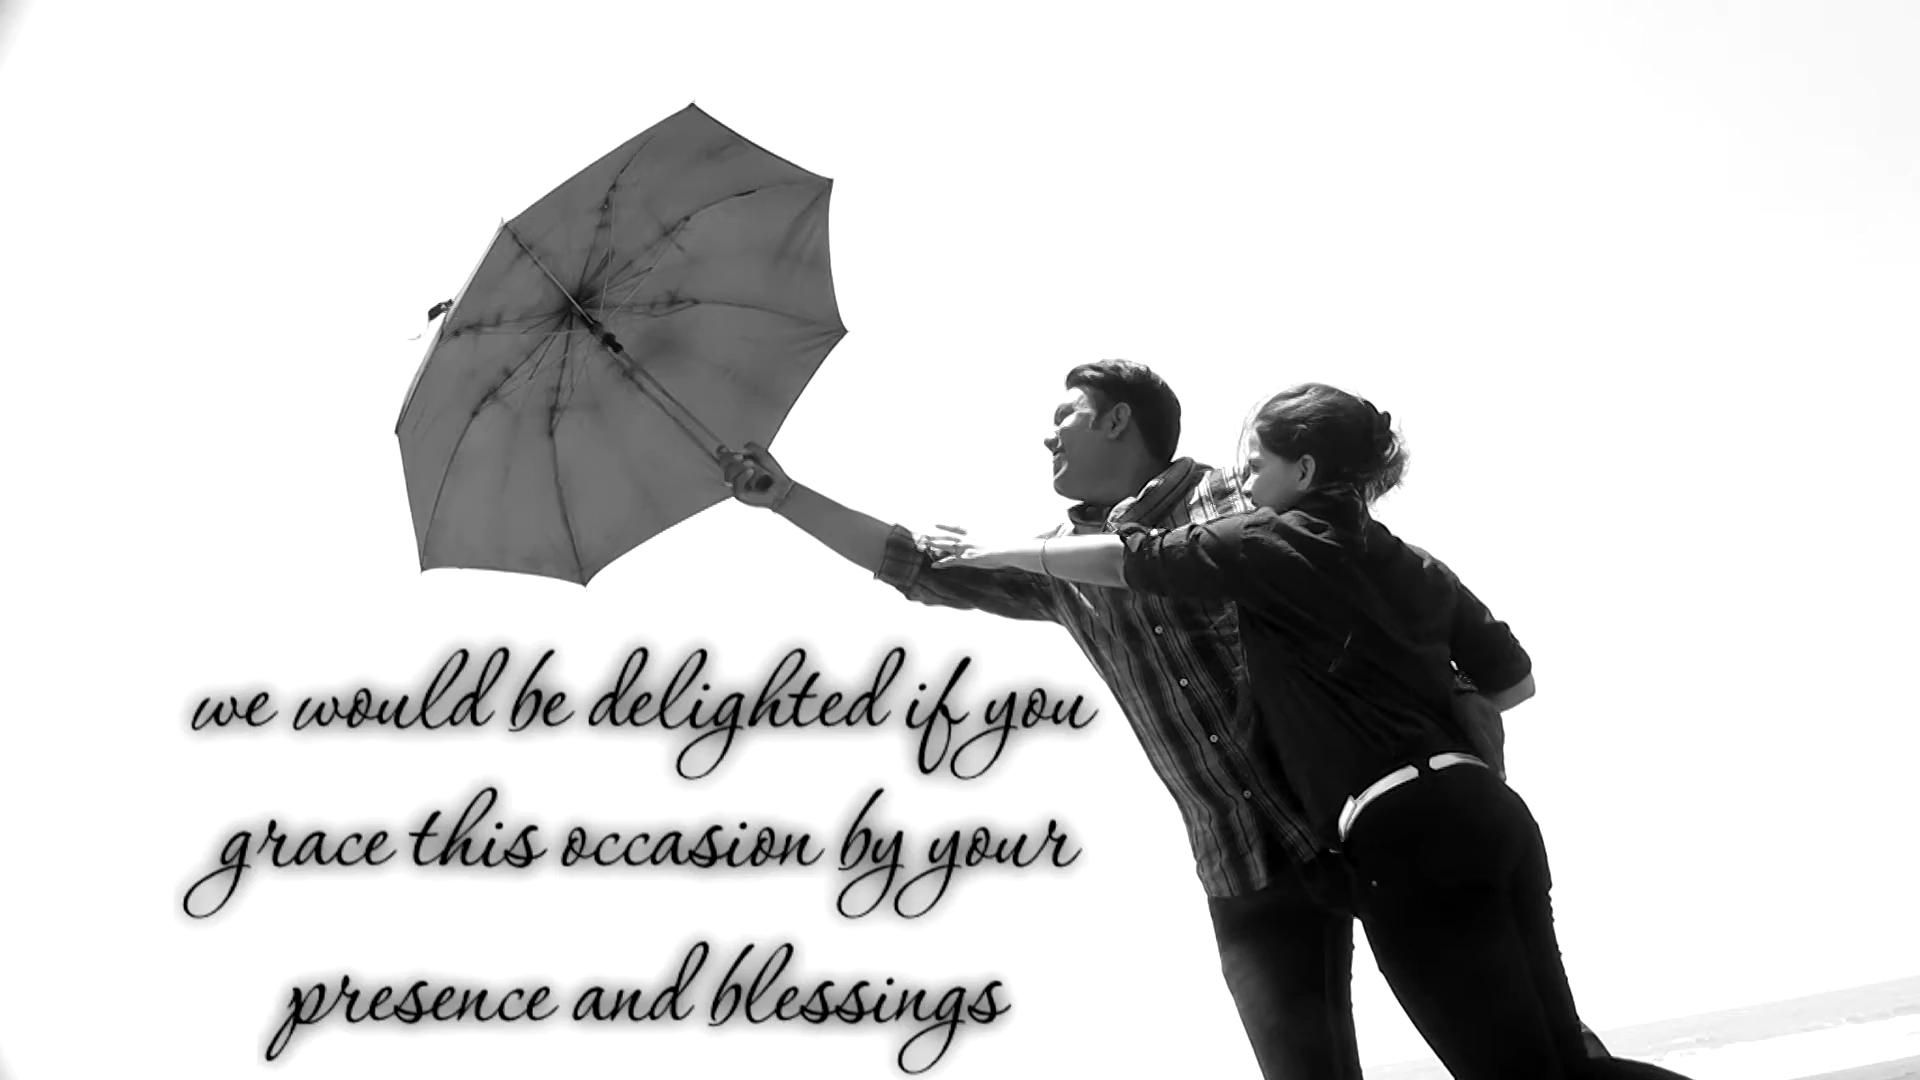 we would be delighted if you
grace this occasion by your
presence and blessings